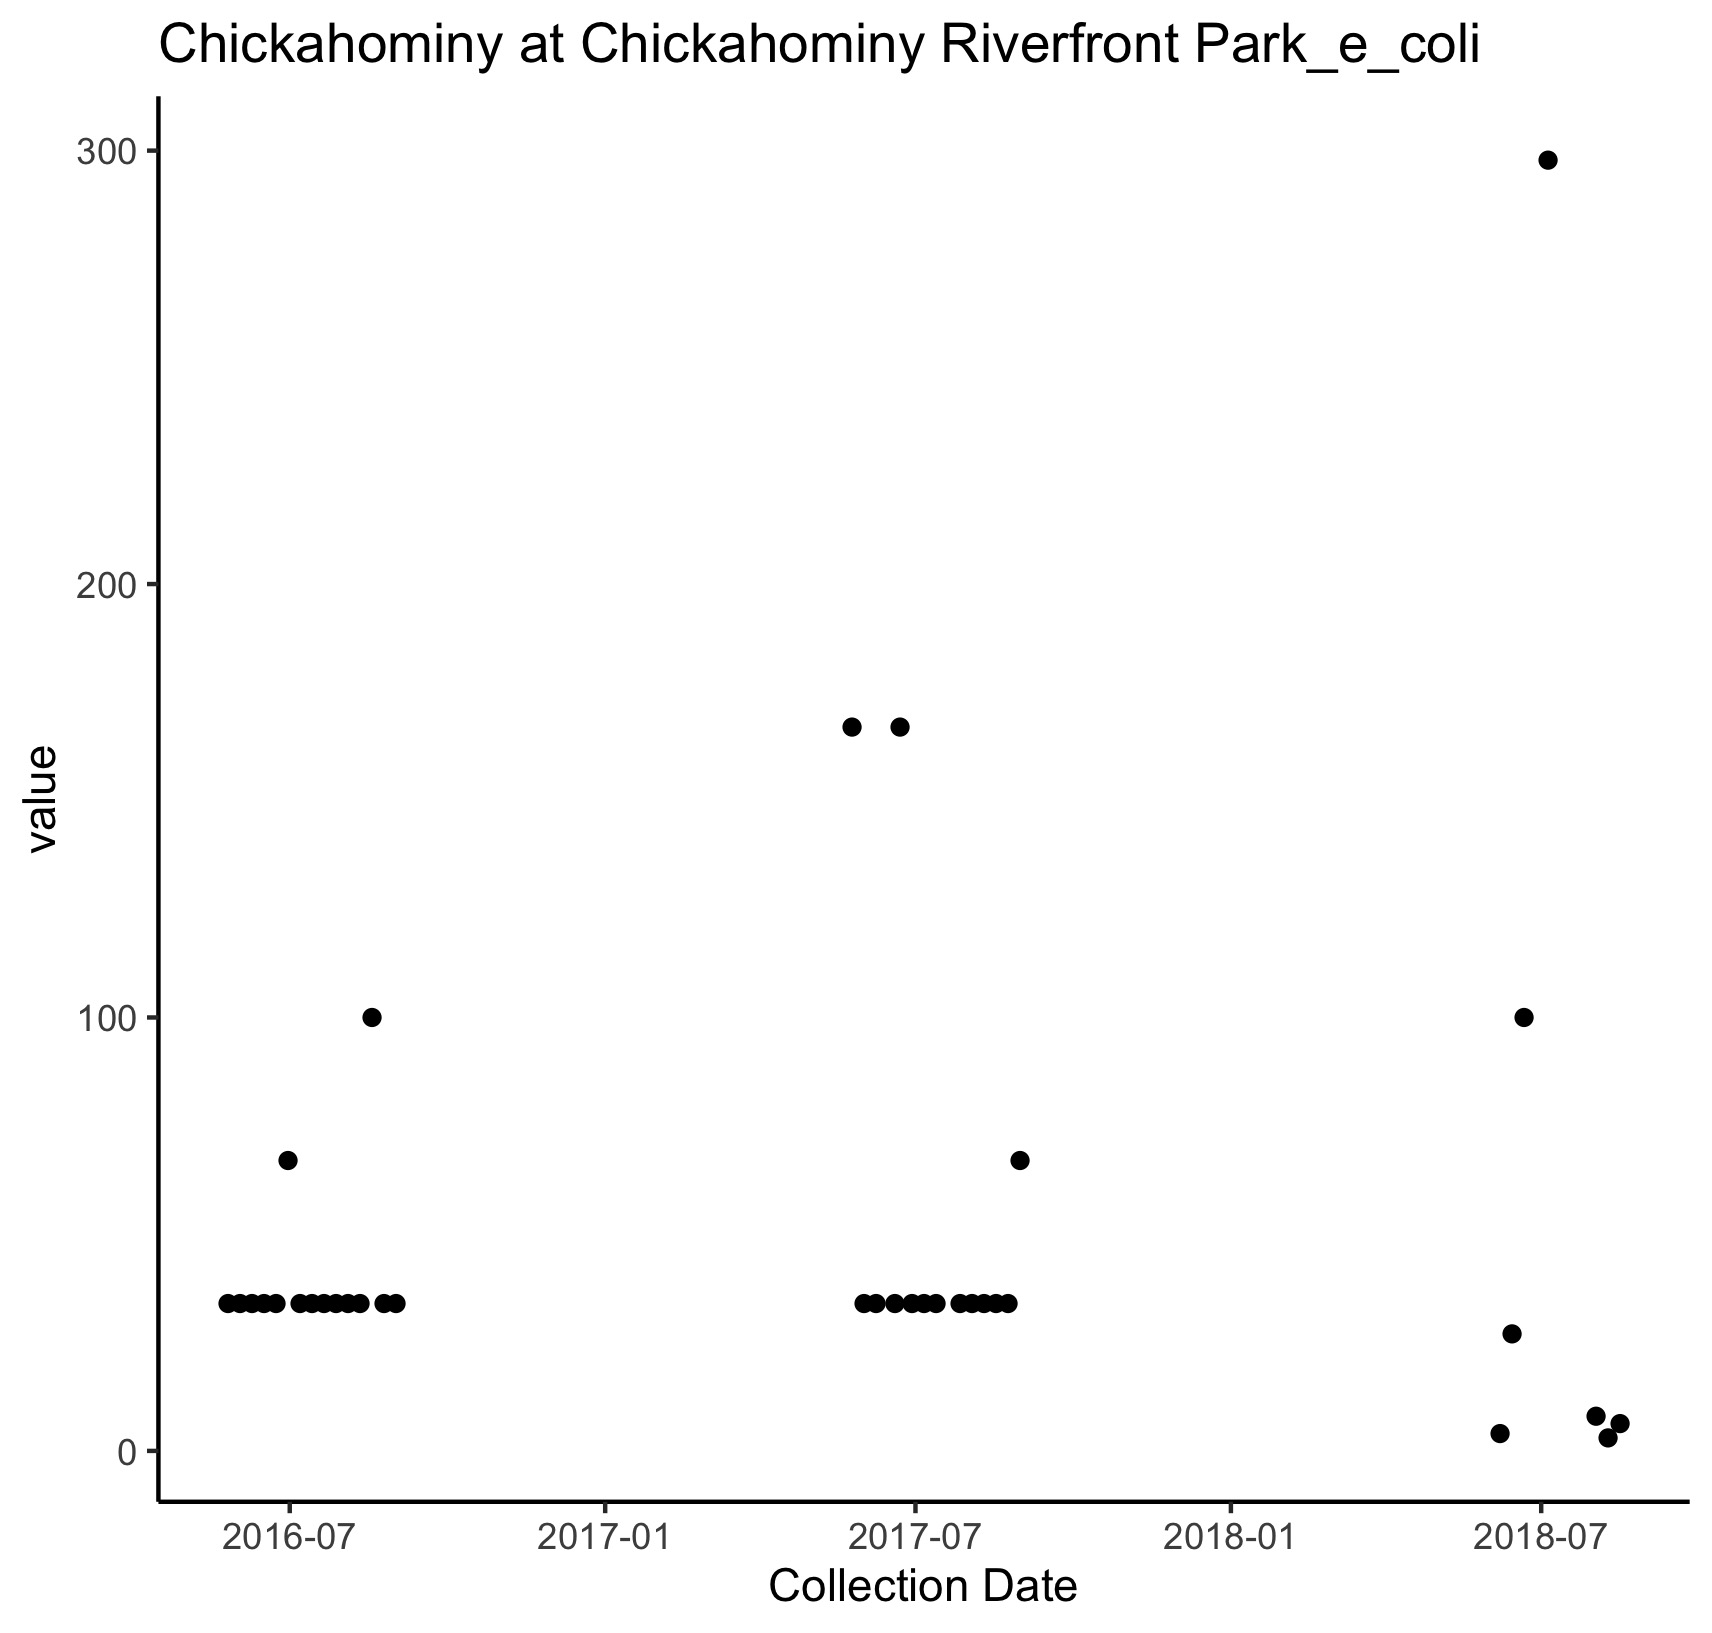 Chickahominy at Chickahominy Riverfront Park_e_coli
300
200
100
0
value
2016-07 2017-01 2017-07 2018-01 2018-07
Collection Date